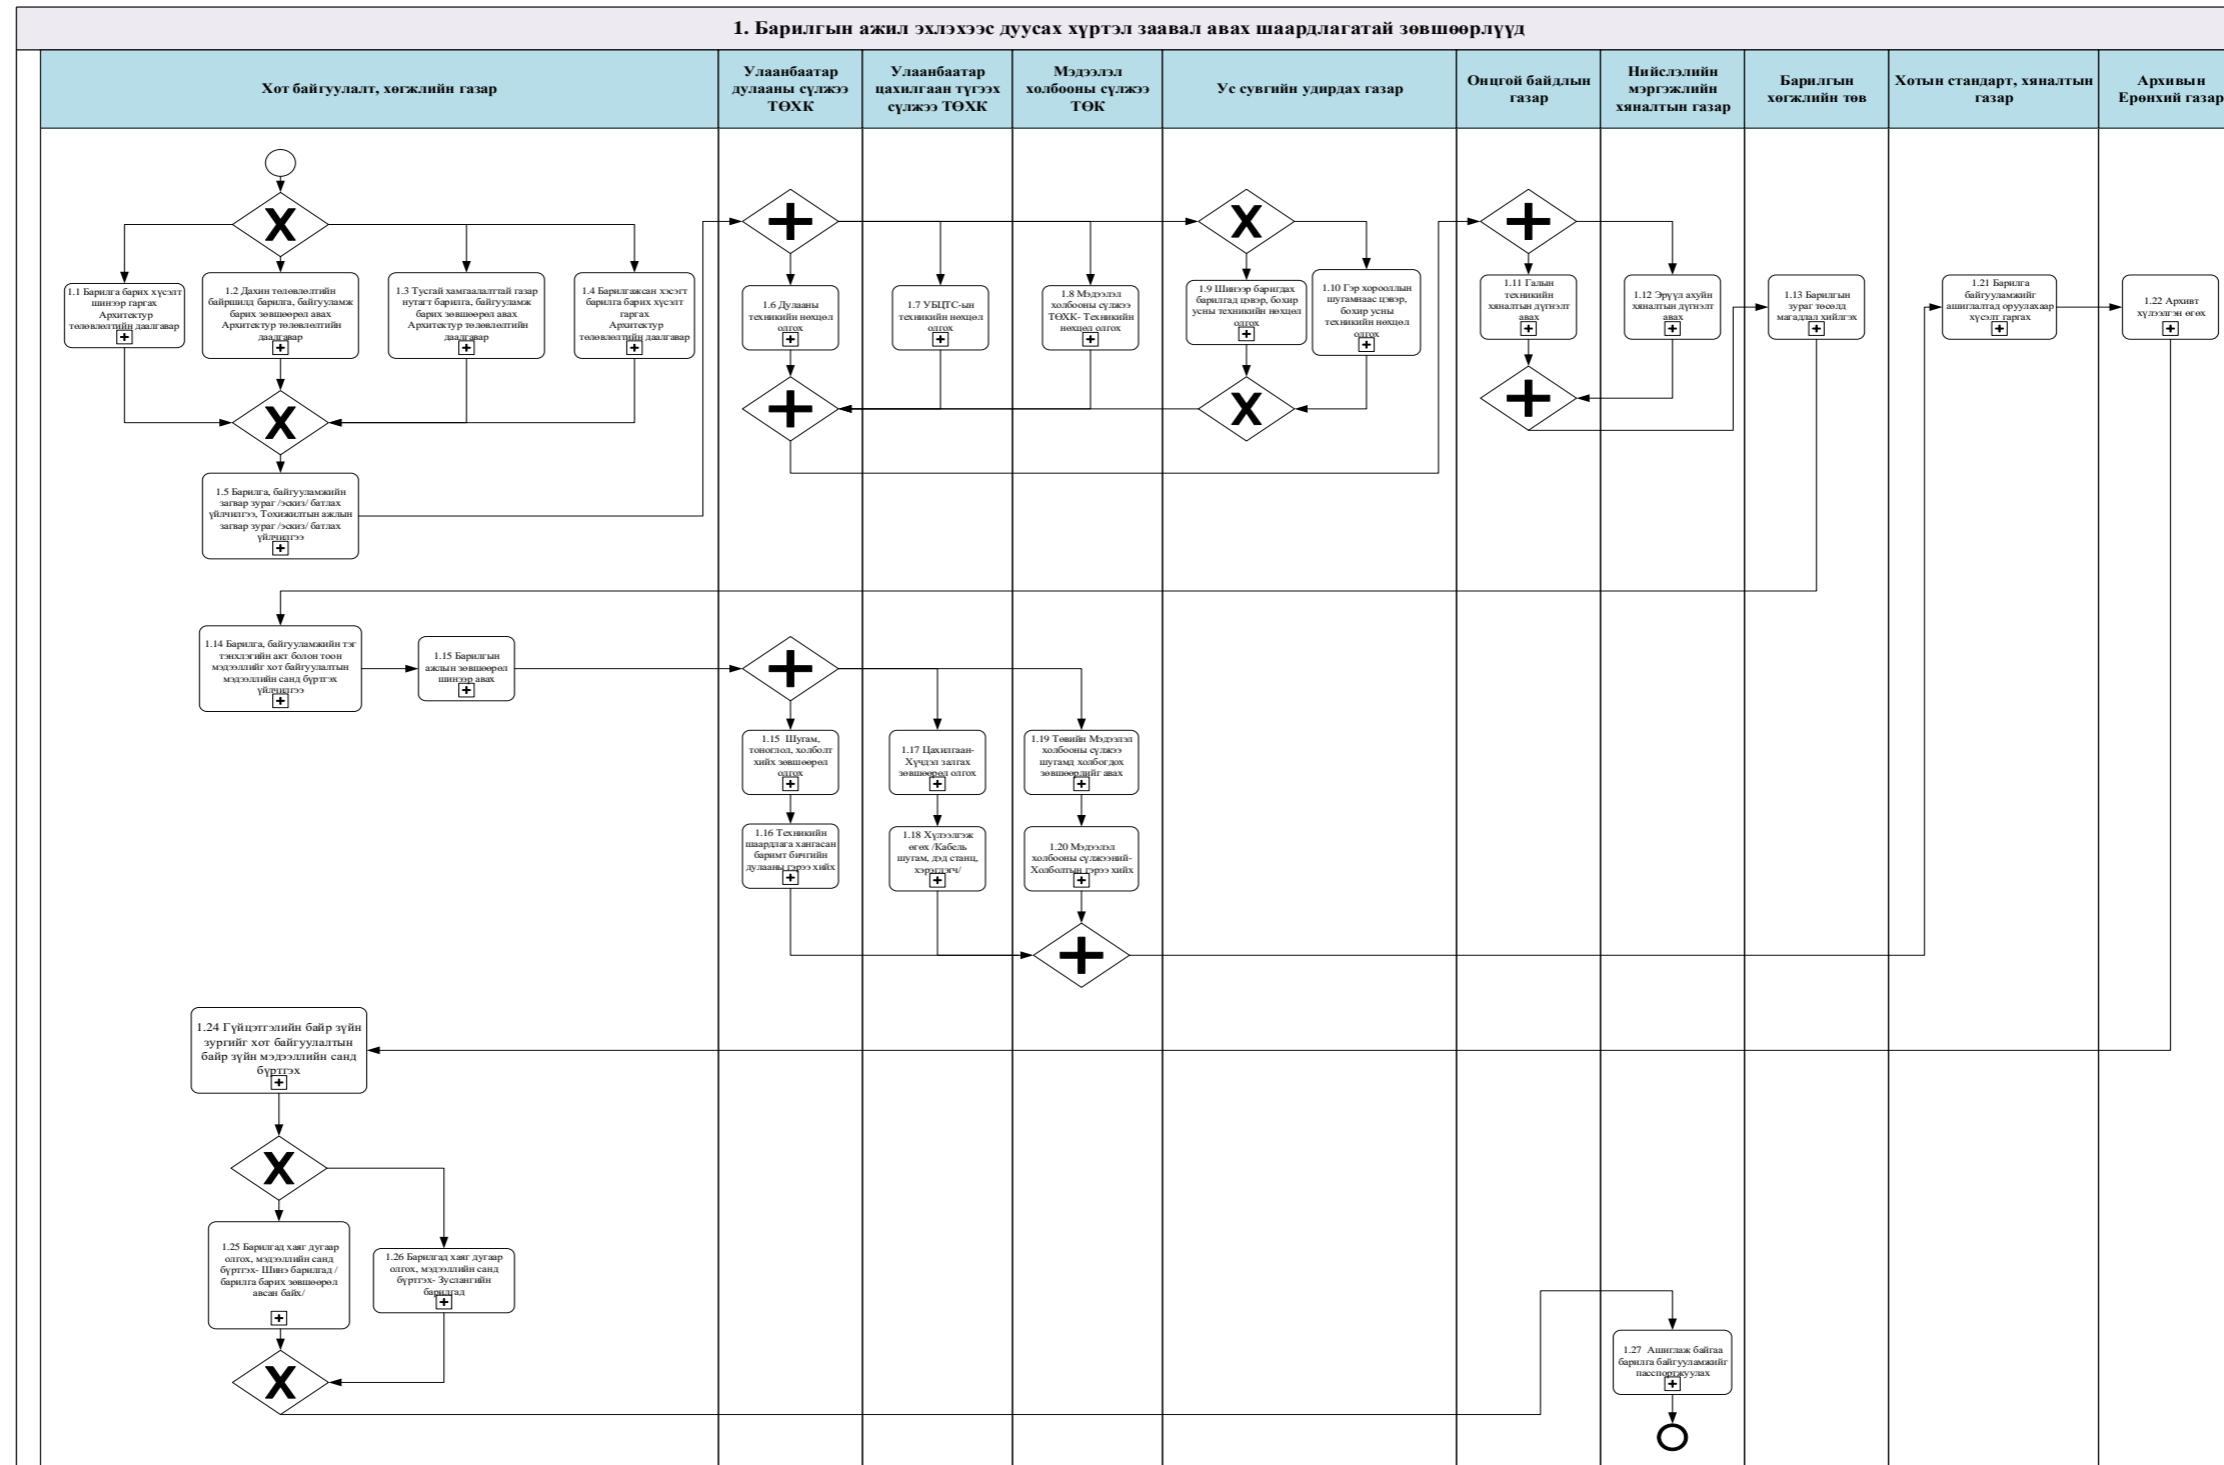 1. Барилгын ажил эхлэхээс дуусах хүртэл заавал авах шаардлагатай зөвшөөрлүүд
Хот байгуулалт, хөгжлийн газар
Улаанбаатар
дулааны сүлжээ
ТӨХК
Улаанбаатар
цахилгаан түгээх
сүлжээ ТӨХК
Мэдээлэл
холбооны сүлжээ
ТӨК
Ус сувгийн удирдах газар
Онцгой байдлын
газар
Нийслэлийн
мэргэжлийн
хяналтын газар
Барилгын
хөгжлийн төв
Хотын стандарт, хяналтын
газар
Архивын
Ерөнхий газар
1.1 Барилга барих хүсэлт
шинээр гаргах
Архитектур
төлөвлөлтийн даалгавар
1.2 Дахин төлөвлөлтийн
байршилд барилга, байгууламж
барих зөвшөөрөл авах
Архитектур төлөвлөлтийн
даалгавар
1.3 Тусгай хамгаалалттай газар
нутагт барилга, байгууламж
барих зөвшөөрөл авах
Архитектур төлөвлөлтийн
даалгавар
1.4 Барилгажсан хэсэгт
барилга барих хүсэлт
гаргах
Архитектур
төлөвлөлтийн даалгавар
1.5 Барилга, байгууламжийн
загвар зураг /эскиз/ батлах
үйлчилгээ, Тохижилтын ажлын
загвар зураг /эскиз/ батлах
үйлчилгээ
1.6 Дулааны
техникийн нөхцөл
олгох
1.7 УБЦТС-ын
техникийн нөхцөл
олгох
1.8 Мэдээлэл
холбооны сүлжээ
ТӨХК- Техникийн
нөхцөл олгох
1.9 Шинээр баригдах
барилгад цэвэр, бохир
усны техникийн нөхцөл
олгох
1.10 Гэр хорооллын
шугамнаас цэвэр,
бохир усны
техникийн нөхцөл
олгох
1.11 Галын
техникийн
хяналтын дүгнэлт
авах
1.12 Эрүүл ахуйн
хяналтын дүгнэлт
авах
1.13 Барилгын
зураг төсөлд
магадлал хийлгэх
1.21 Барилга
байгууламжийг
ашиглалтад оруулахаар
хүсэлт гаргах
1.22 Архивт
хүлээлгэн өгөх
1.14 Барилга, байгууламжийн тэг
тэнхлэгийн акт болон тоон
мэдээллийг хот байгуулалтын
мэдээллийн санд бүртгэх
үйлчилгээ
1.15 Барилгын
ажлын зөвшөөрөл
шинээр авах
1.15 Шугам,
тоноглол, холболт
хийх зөвшөөрөл
олгох
1.17 Цахилгаан-
Хүчдэл залгах
зөвшөөрөл олгох
1.19 Төвийн Мэдээлэл
холбооны сүлжээ
шугамд холбогдох
зөвшөөрлийг авах
1.16 Техникийн
шаардлага хангасан
баримт бичгийн
дулааны гэрээ хийх
1.18 Хүлээлгэж
өгөх /Кабель
шугам, дэд станц,
хэрэглэгч/
1.20 Мэдээлэл
холбооны сүлжээний-
Холболтын гэрээ хийх
1.24 Гүйцэтгэлийн байр зүйн
зургийг хот байгуулалтын
байр зүйн мэдээллийн санд
бүртгэх
1.25 Барилгад хаяг дугаар
олгох, мэдээллийн санд
бүртгэх- Шинэ барилгад /
барилга барих зөвшөөрөл
авсан байх/
1.26 Барилгад хаяг дугаар
олгох, мэдээллийн санд
бүртгэх- Зуслангийн
барилгад
1.27 Ашиглаж байгаа
барилга байгууламжийг
пасспортжуулах